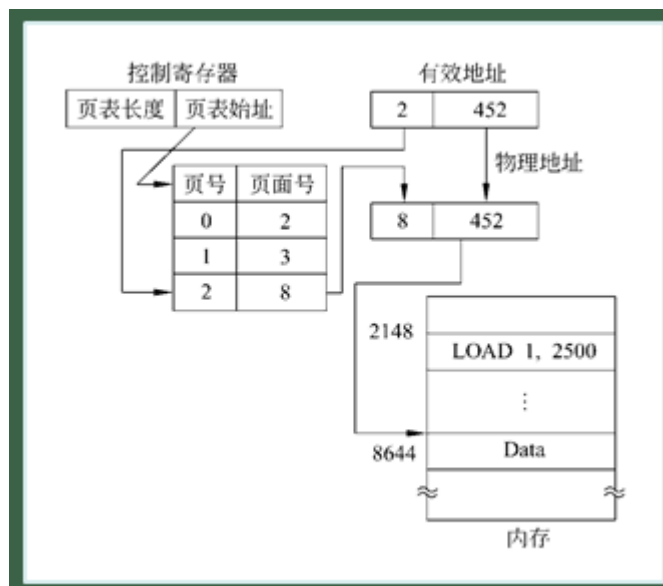 控制寄存器
有效地址
页表长度 页表始址
2 452
物理地址
页号 页面号
0 2
1 3
2 8
8 452
2148
LOAD 1, 2500
⋮
8644
Data
内存